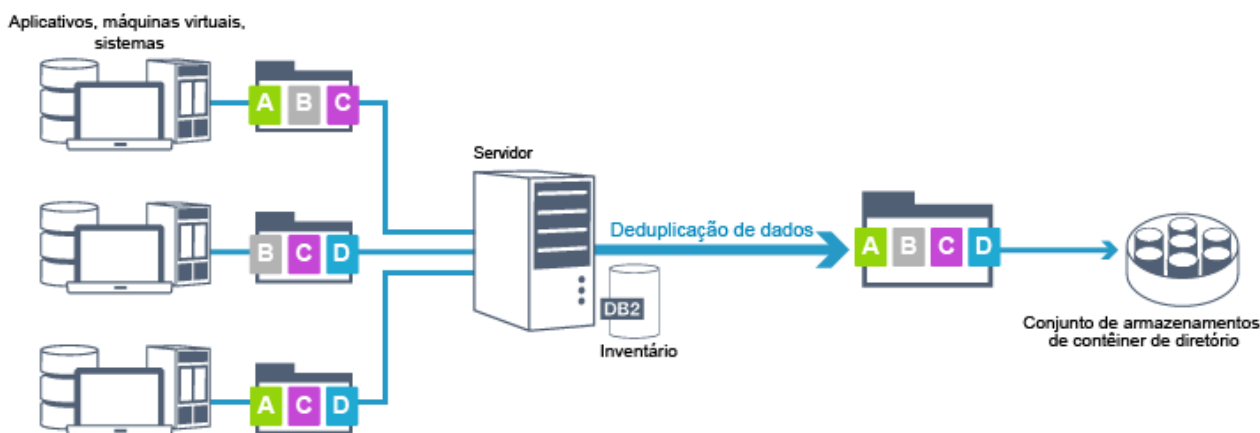 Aplicativos, máquinas virtuais,
sistemas
A B C
Servidor
B C D
Deduplicação de dados
A B C D
DB2
Inventário
Conjunto de armazenamentos
de contêiner de diretório
A C D